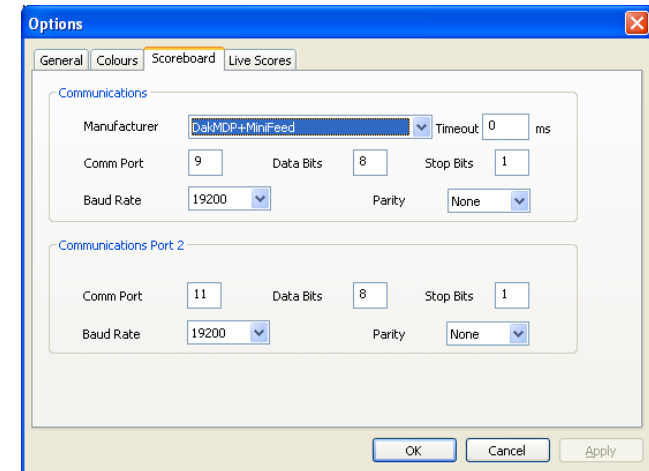 Options
General Colours Scoreboard Live Scores
Communications
Manufacturer DakMDP+MiniFeed Timeout 0 ms
Comm Port 9 Data Bits 8 Stop Bits 1
Baud Rate 19200 Parity None
Communications Port 2
Comm Port 11 Data Bits 8 Stop Bits 1
Baud Rate 19200 Parity None
OK Cancel Apply